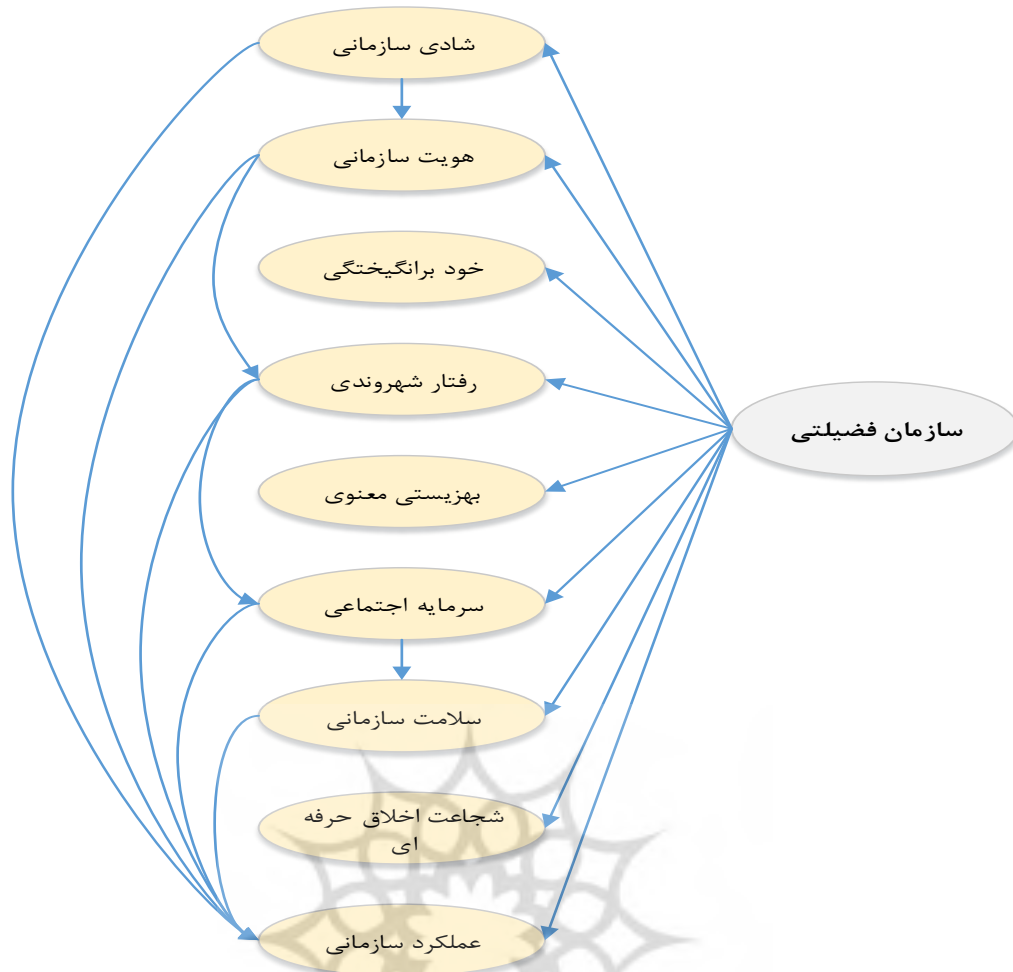 شادی سازمانی
هویت سازمانی
خود برانگیختگی
رفتار شهروندی
سازمان فضیلتی
بهزیستی معنوی
سرمایه اجتماعی
سلامت سازمانی
شجاعت اخلاق حرفه
ای
عملکرد سازمانی